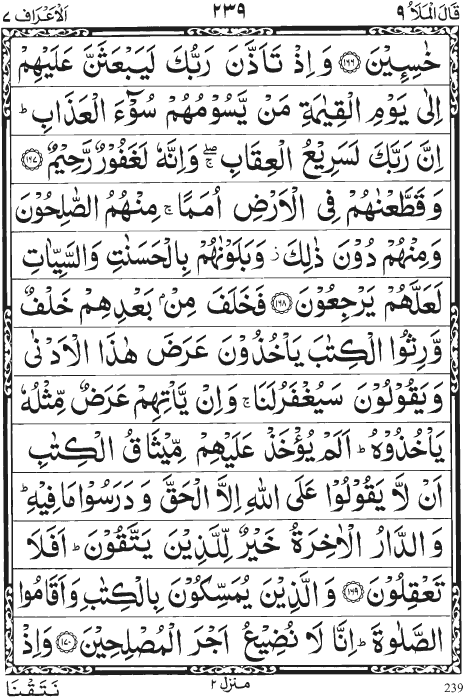 قَالَ الْمَلَاُ ٩ ٢٣٩ اَلْاَعْرَاف ٧
خٰسِـِٕيْنَ ﴿١٦٦﴾ وَ اِذْ تَاَذَّنَ رَبُّكَ لَيَبْعَثَنَّ عَلَيْهِمْ
اِلٰى يَوْمِ الْقِيٰمَةِ مَنْ يَّسُوْمُهُمْ سُوْٓءَ الْعَذَابِ ؕ
اِنَّ رَبَّكَ لَسَرِيْعُ الْعِقَابِ ۖۚ وَاِنَّهٗ لَغَفُوْرٌ رَّحِيْمٌ ﴿١٦٧﴾
وَ قَطَّعْنٰهُمْ فِى الْاَرْضِ اُمَمًا ۚ مِنْهُمُ الصّٰلِحُوْنَ
وَمِنْهُمْ دُوْنَ ذٰلِكَ ۫ وَبَلَوْنٰهُمْ بِالْحَسَنٰتِ وَالسَّيِّاٰتِ
لَعَلَّهُمْ يَرْجِعُوْنَ ﴿١٦٨﴾ فَخَلَفَ مِنْۢ بَعْدِهِمْ خَلْفٌ
وَّرِثُوا الْكِتٰبَ يَاْخُذُوْنَ عَرَضَ هٰذَا الْاَدْنٰى
وَيَقُوْلُوْنَ سَيُغْفَرُ لَنَا ۚ وَاِنْ يَّاْتِهِمْ عَرَضٌ مِّثْلُهٗ
يَاْخُذُوْهُ ؕ اَلَمْ يُؤْخَذْ عَلَيْهِمْ مِّيْثَاقُ الْكِتٰبِ
اَنْ لَّا يَقُوْلُوْا عَلَى اللّٰهِ اِلَّا الْحَقَّ وَ دَرَسُوْا مَا فِيْهِ ؕ
وَ الدَّارُ الْاٰخِرَةُ خَيْرٌ لِّلَّذِيْنَ يَتَّقُوْنَ ؕ اَفَلَا
تَعْقِلُوْنَ ﴿١٦٩﴾ وَ الَّذِيْنَ يُمَسِّكُوْنَ بِالْكِتٰبِ وَاَقَامُوا
الصَّلٰوةَ ؕ اِنَّا لَا نُضِيْعُ اَجْرَ الْمُصْلِحِيْنَ ﴿١٧٠﴾ وَاِذْ
نَتَقْنَا منزل ٢ 239